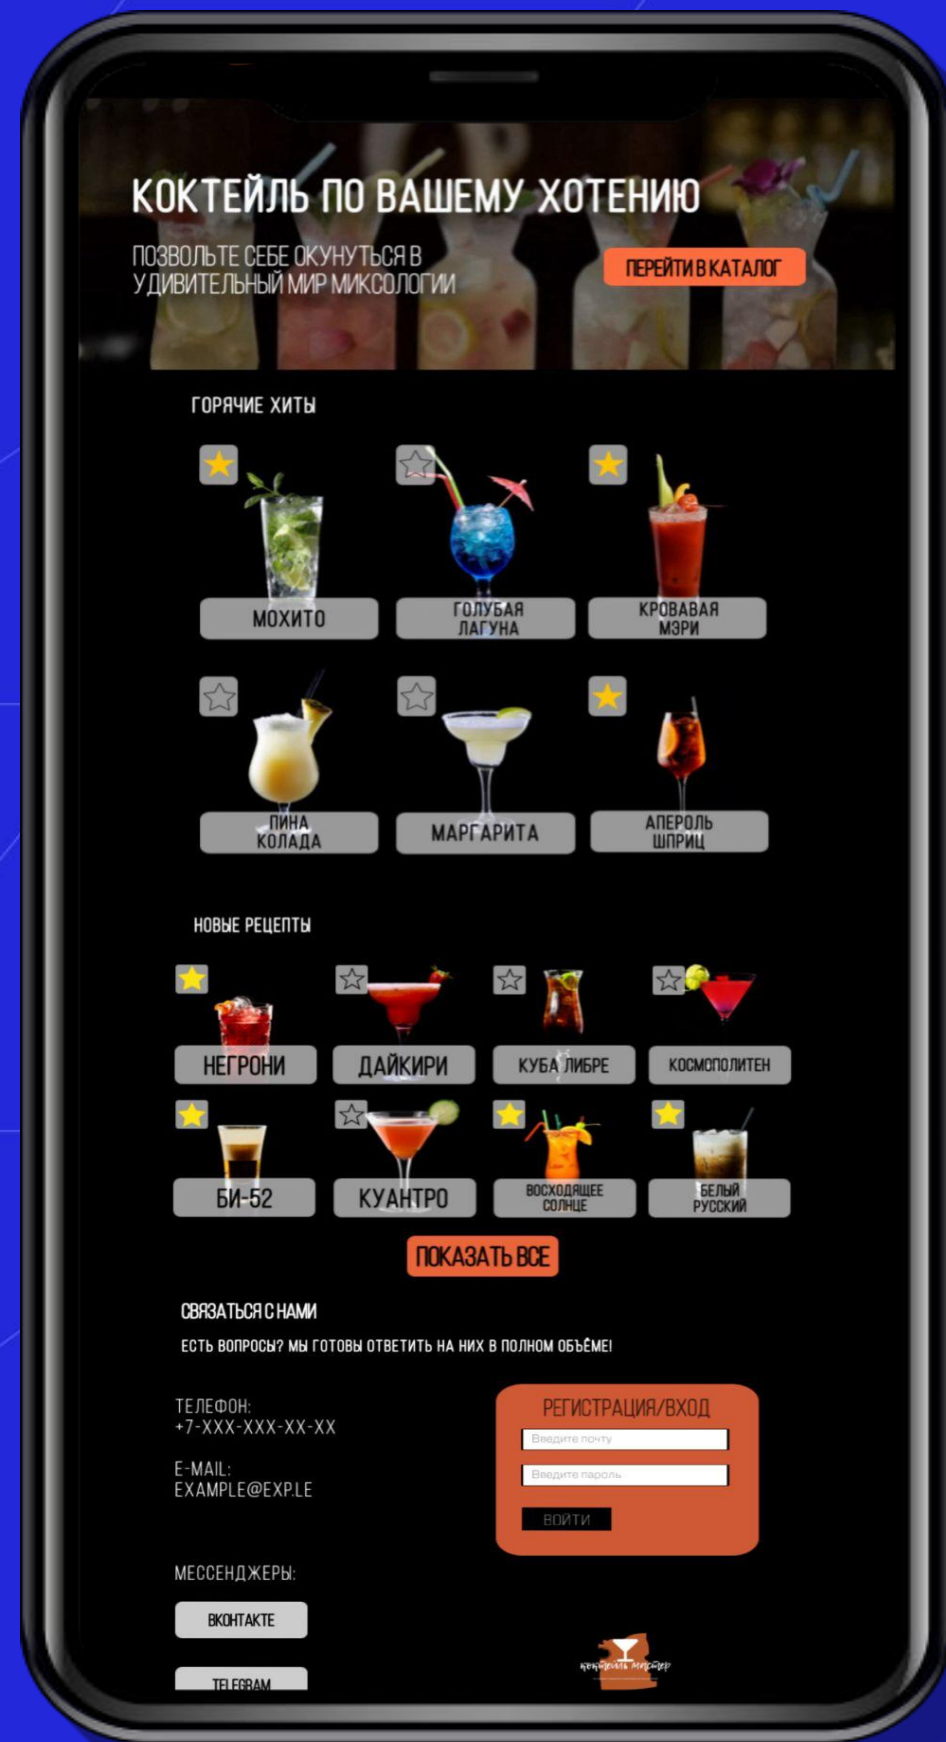 КОКТЕЙЛЬ ПО ВАШЕМУ ХОТЕНИЮ
ПОЗВОЛЬТЕ СЕБЕ ОКУНУТЬСЯ В
УДИВИТЕЛЬНЫЙ МИР МИКСОЛОГИИ
ПЕРЕЙТИ В КАТАЛОГ
ГОРЯЧИЕ ХИТЫ
МОХИТО
ГОЛУБАЯ
ЛАГУНА
КРОВАВАЯ
МЭРИ
ПИНА
КОЛАДА
МАРГАРИТА
АПЕРОЛЬ
ШПРИЦ
НОВЫЕ РЕЦЕПТЫ
НЕГРОНИ
ДАЙКИРИ
КУБА ЛИБРЕ
КОСМОПОЛИТЕН
БИ-52
КУАНТРО
ВОСХОДЯЩЕЕ
СОЛНЦЕ
БЕЛЫЙ
РУССКИЙ
ПОКАЗАТЬ ВСЕ
СВЯЗАТЬСЯ С НАМИ
ЕСТЬ ВОПРОСЫ? МЫ ГОТОВЫ ОТВЕТИТЬ НА НИХ В ПОЛНОМ ОБЪЁМЕ!
ТЕЛЕФОН:
+7-XXX-XXX-XX-XX
E-MAIL:
EXAMPLE@EXP.LE
РЕГИСТРАЦИЯ/ВХОД
Введите почту
Введите пароль
ВОЙТИ
МЕССЕНДЖЕРЫ:
ВКОНТАКТЕ
TELEGRAM
коктейль мастер